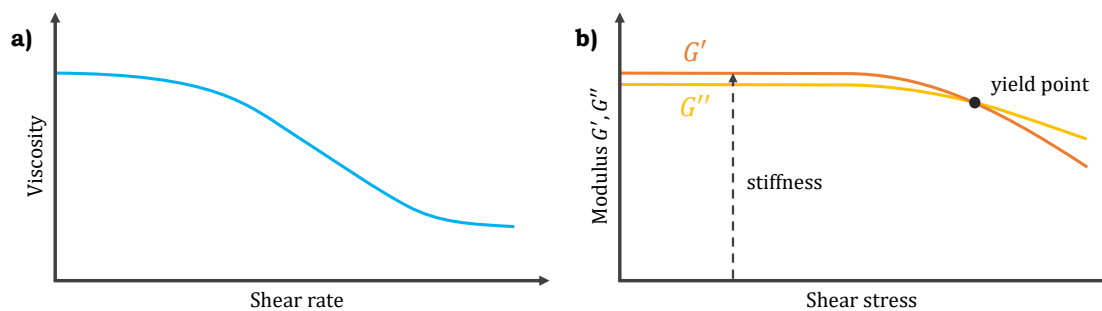 a)
Viscosity
Shear rate
b)
Modulus G′, G″
G′
G″
yield point
stiffness
Shear stress